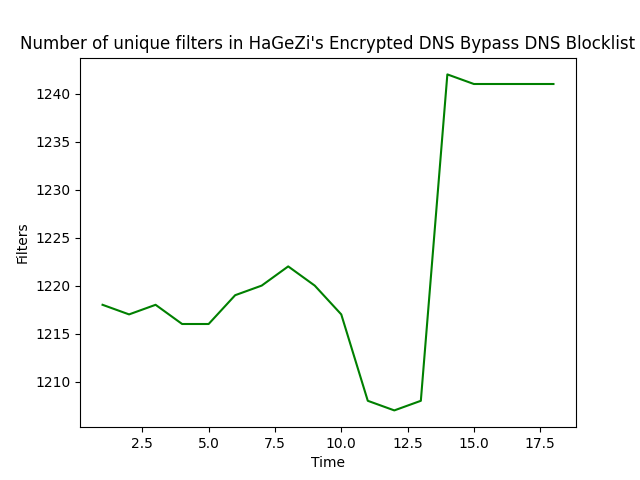 Number of unique filters in HaGeZi's Encrypted DNS Bypass DNS Blocklist
1240
1235
1230
1225
1220
1215
1210
Filters
2.5 5.0 7.5 10.0 12.5 15.0 17.5
Time